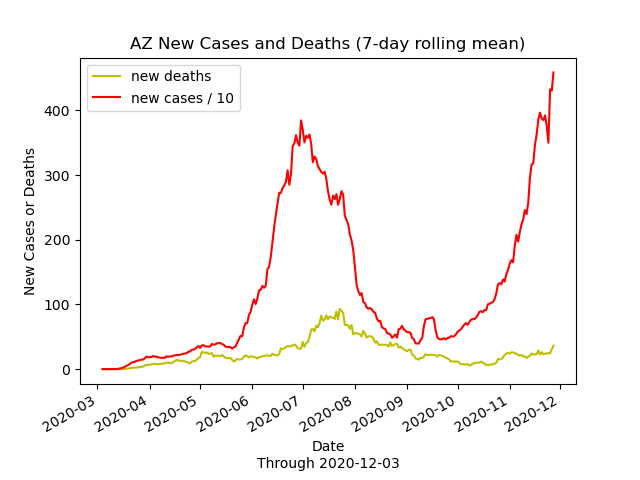 AZ New Cases and Deaths (7-day rolling mean)
new deaths
new cases / 10
New Cases or Deaths
400
300
200
100
0
2020-03
2020-04
2020-05
2020-06
2020-07
2020-08
2020-09
2020-10
2020-11
2020-12
Date
Through 2020-12-03